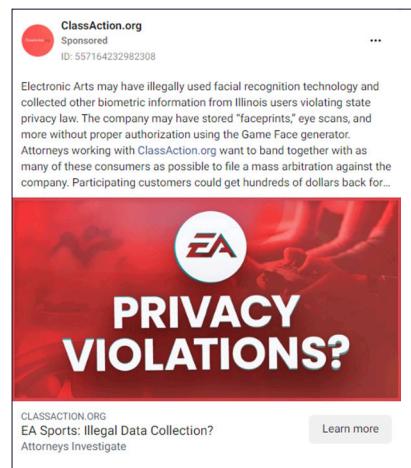 ClassAction.org
Sponsored
ID: 557164232982308
Electronic Arts may have illegally used facial recognition technology and
collected other biometric information from Illinois users violating state
privacy law. The company may have stored “faceprints,” eye scans, and
more without proper authorization using the Game Face generator.
Attorneys working with ClassAction.org want to band together with as
many of these consumers as possible to file a mass arbitration against the
company. Participating customers could get hundreds of dollars back for...
EA
PRIVACY
VIOLATIONS?
CLASSACTION.ORG
EA Sports: Illegal Data Collection?
Learn more
Attorneys Investigate